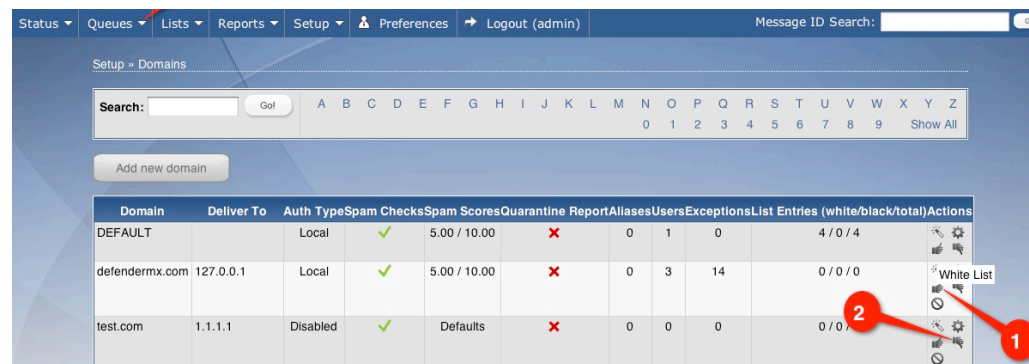 Status Queues Lists Reports Setup Preferences Logout (admin) Message ID Search:
Setup » Domains
Search: Go! A B C D E F G H I J K L M N O P Q R S T U V W X Y Z
0 1 2 3 4 5 6 7 8 9 Show All
Add new domain
Domain Deliver To Auth Type Spam Checks Spam Scores Quarantine Report Aliases Users Exceptions List Entries (white/black/total) Actions
DEFAULT Local 5.00 / 10.00 0 1 0 4 / 0 / 4
defendermx.com 127.0.0.1 Local 5.00 / 10.00 0 3 14 0 / 0 / 0
White List
2
test.com 1.1.1.1 Disabled Defaults 0 0 0 0 / 0 /
1